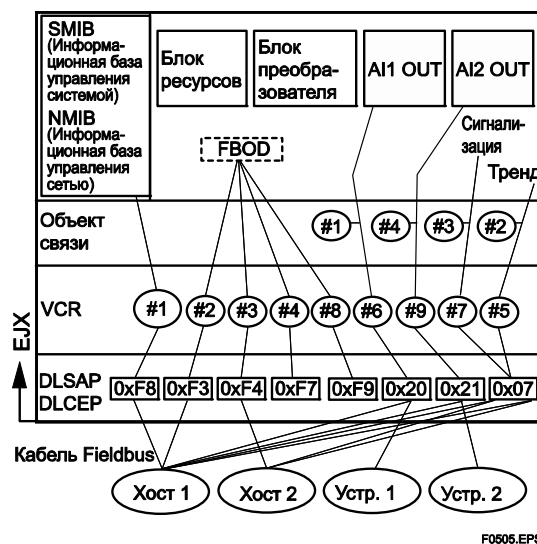 SMIB
(Информа-
ционная база
управления
системой)
NMIB
(Информа-
ционная база
управления
сетью)
Блок
ресурсов
Блок
преобра-
зователя
AI1 OUT
AI2 OUT
FBOD
Сигнали-
зация
Тренд
Объект
связи
#1
#4
#3
#2
VCR
#1
#2
#3
#4
#8
#6
#9
#7
#5
EJX
DLSAP
DLCEP
0xF8
0xF3
0xF4
0xF7
0xF9
0x20
0x21
0x07
Кабель Fieldbus
Хост 1
Хост 2
Устр. 1
Устр. 2
F0505.EPS